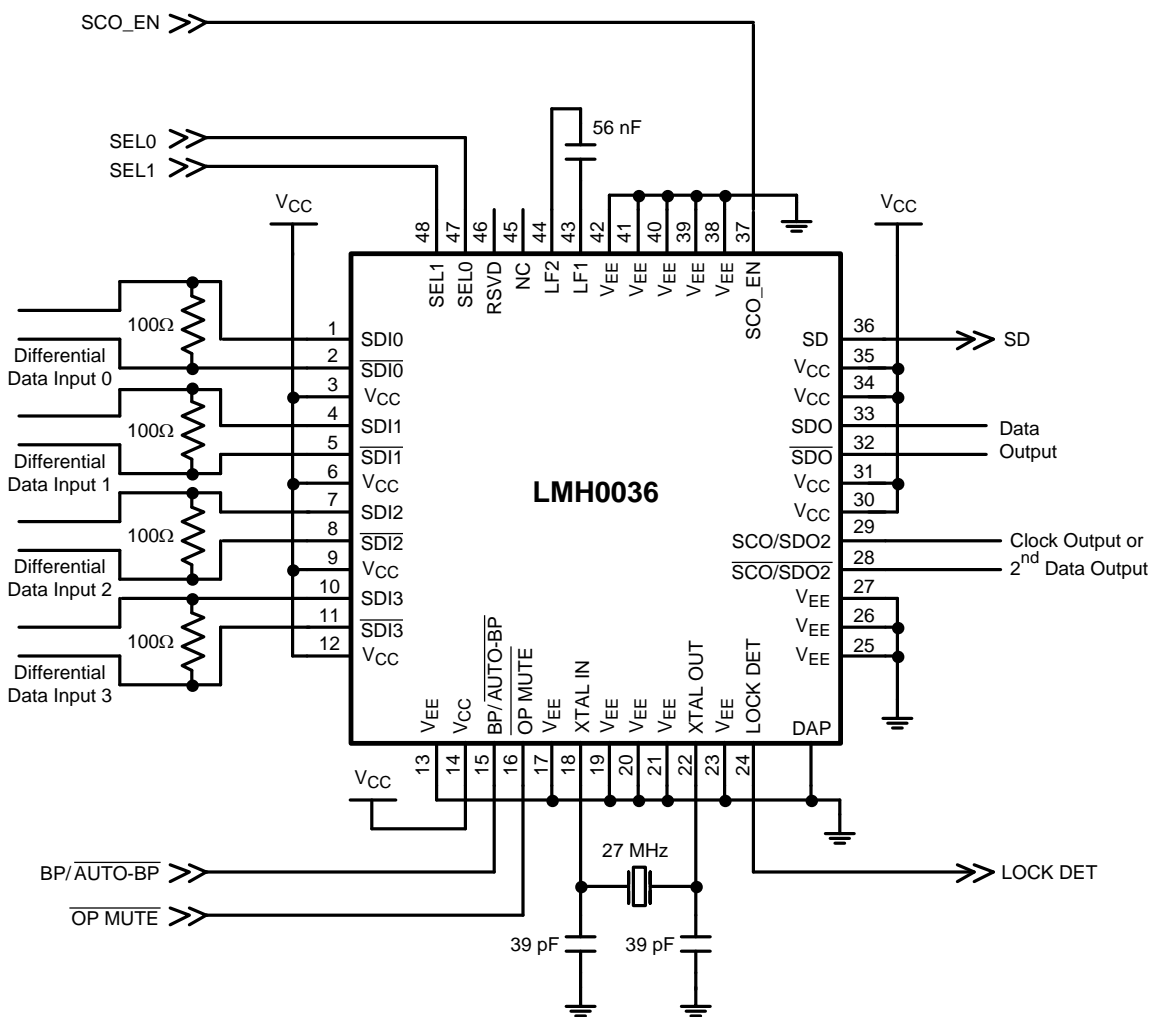 SCO_EN
SEL0
SEL1
56 nF
VCC
VCC
48
47
46
45
44
43
42
41
40
39
38
37
SEL1
SEL0
RSVD
NC
LF2
LF1
VEE
VEE
VEE
VEE
VEE
SCO_EN
100Ω
Differential
Data Input 0
100Ω
Differential
Data Input 1
100Ω
Differential
Data Input 2
100Ω
Differential
Data Input 3
1 SDI0
2 SDI0
3 VCC
4 SDI1
5 SDI1
6 VCC
7 SDI2
8 SDI2
9 VCC
10 SDI3
11 SDI3
12 VCC
LMH0036
SD 36
VCC 35
VCC 34
SDO 33
SDO 32
VCC 31
VCC 30
SCO/SDO2 29
SCO/SDO2 28
VEE 27
VEE 26
VEE 25
SD
Data
Output
Clock Output or
2nd Data Output
VEE
VCC
BP/AUTO-BP
OP MUTE
VEE
XTAL IN
VEE
VEE
VEE
XTAL OUT
VEE
LOCK DET
DAP
13
14
15
16
17
18
19
20
21
22
23
24
VCC
27 MHz
BP/AUTO-BP
OP MUTE
LOCK DET
39 pF
39 pF